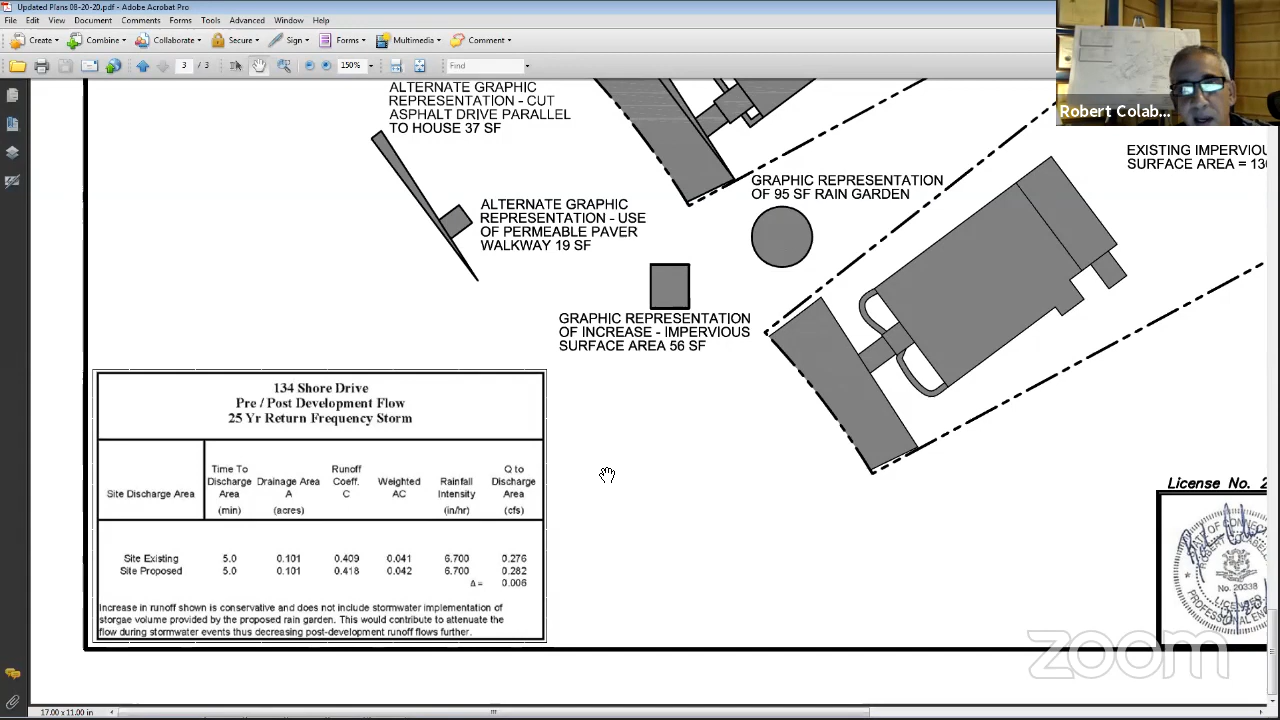 Updated Plans 08-20-20.pdf - Adobe Acrobat Pro
File Edit View Document Comments Forms Tools Advanced Window Help
Create Combine Collaborate Secure Sign Forms Multimedia Comment
3 / 3 150% Find
Robert Colab...
ALTERNATE GRAPHIC
REPRESENTATION - CUT
ASPHALT DRIVE PARALLEL
TO HOUSE 37 SF
ALTERNATE GRAPHIC
REPRESENTATION - USE
OF PERMEABLE PAVER
WALKWAY 19 SF
GRAPHIC REPRESENTATION
OF 95 SF RAIN GARDEN
EXISTING IMPERVIOU
SURFACE AREA = 130
GRAPHIC REPRESENTATION
OF INCREASE - IMPERVIOUS
SURFACE AREA 56 SF
134 Shore Drive
Pre / Post Development Flow
25 Yr Return Frequency Storm
Site Discharge Area
Time To Discharge Area (min)
Drainage Area A (acres)
Runoff Coeff. C
Weighted AC
Rainfall Intensity (in/hr)
Q to Discharge Area (cfs)
Site Existing 5.0 0.101 0.409 0.041 6.700 0.276
Site Proposed 5.0 0.101 0.418 0.042 6.700 0.282
Δ = 0.006
Increase in runoff shown is conservative and does not include stormwater implementation of
storgae volume provided by the proposed rain garden. This would contribute to attenuate the
flow during stormwater events thus decreasing post-development runoff flows further.
License No. 2
No. 20338
zoom
17.00 x 11.00 in